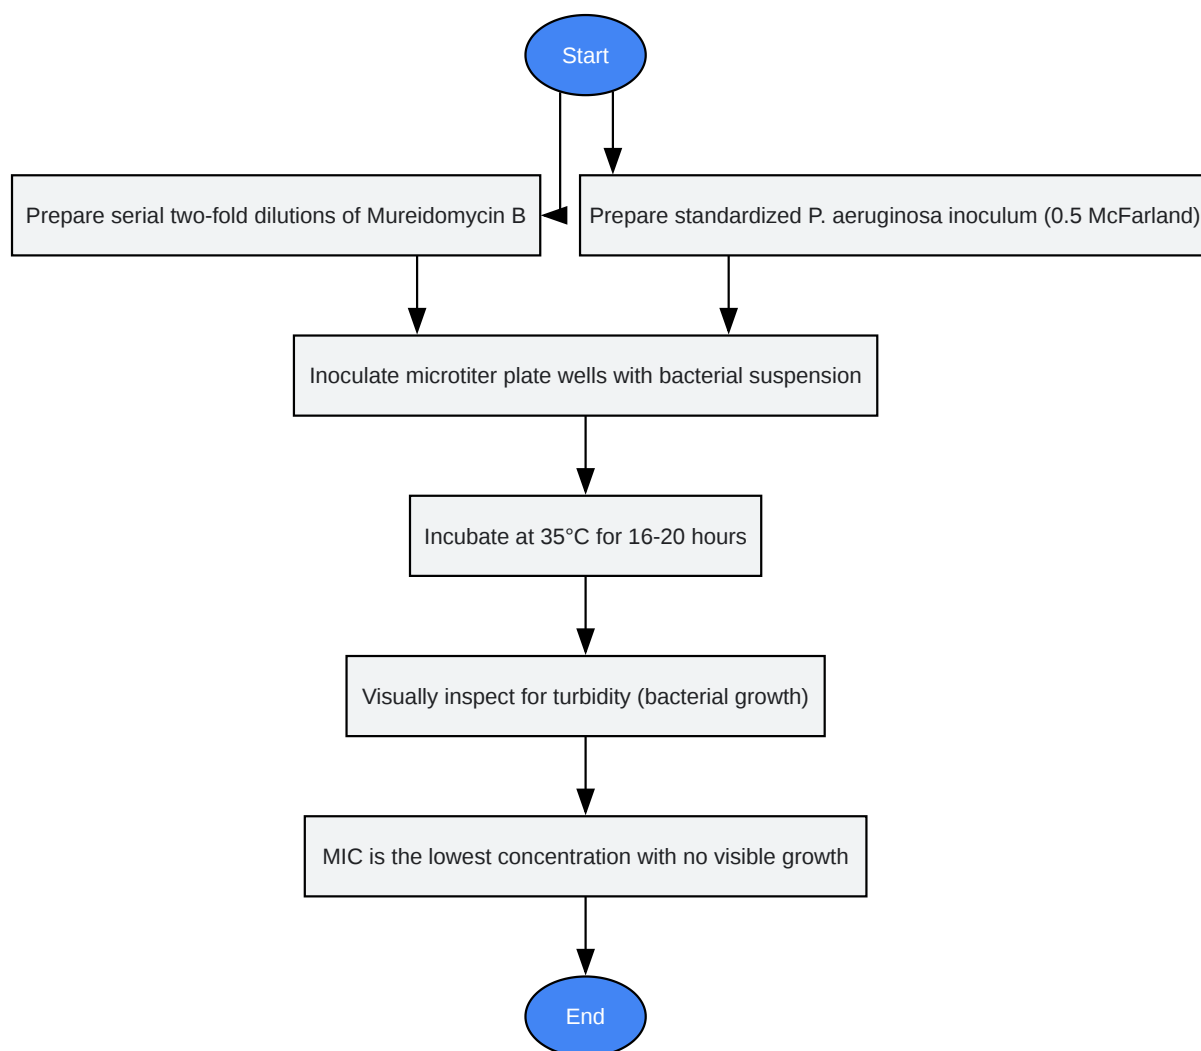 Start
Prepare serial two-fold dilutions of Mureidomycin B
Prepare standardized P. aeruginosa inoculum (0.5 McFarland)
Inoculate microtiter plate wells with bacterial suspension
Incubate at 35°C for 16-20 hours
Visually inspect for turbidity (bacterial growth)
MIC is the lowest concentration with no visible growth
End